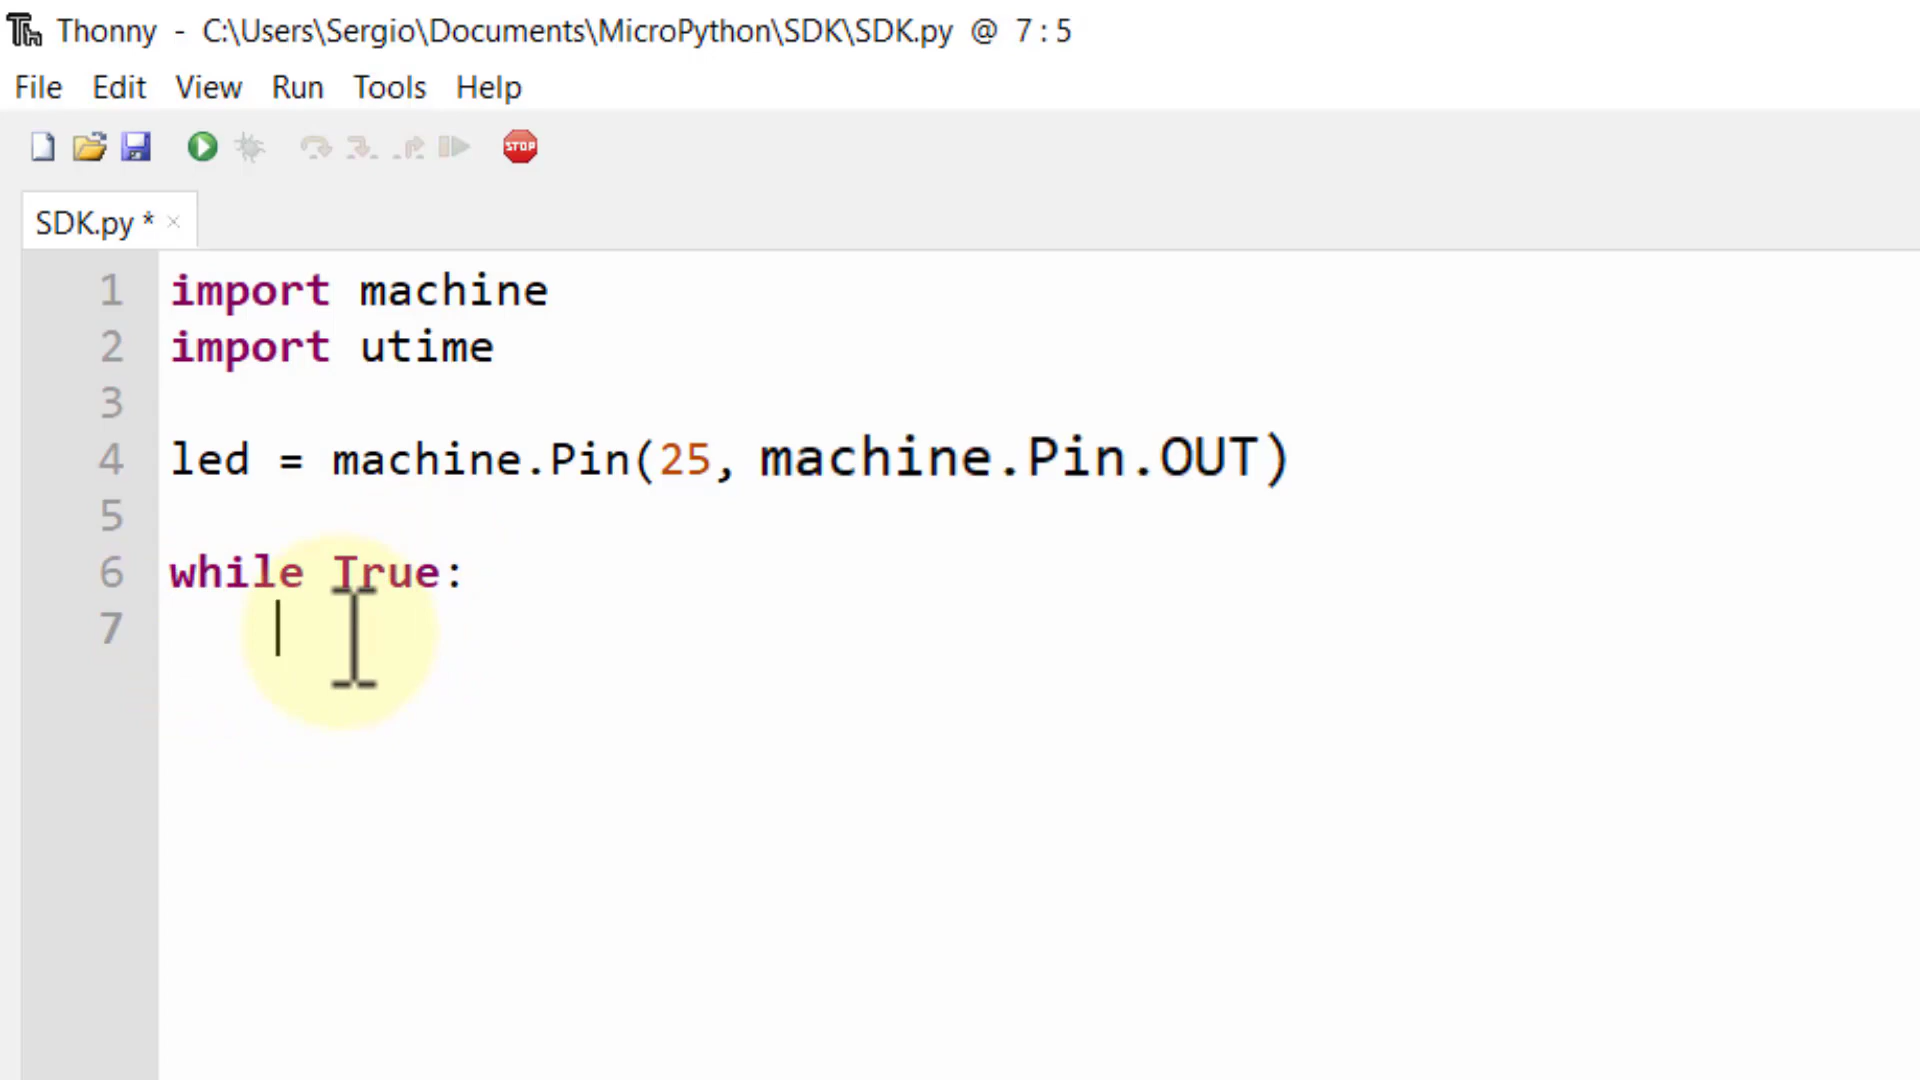 Thonny - C:\Users\Sergio\Documents\MicroPython\SDK\SDK.py @ 7:5
File Edit View Run Tools Help
STOP
SDK.py *
1 import machine
2 import utime
3
4 led = machine.Pin(25, machine.Pin.OUT)
5
6 while True:
7